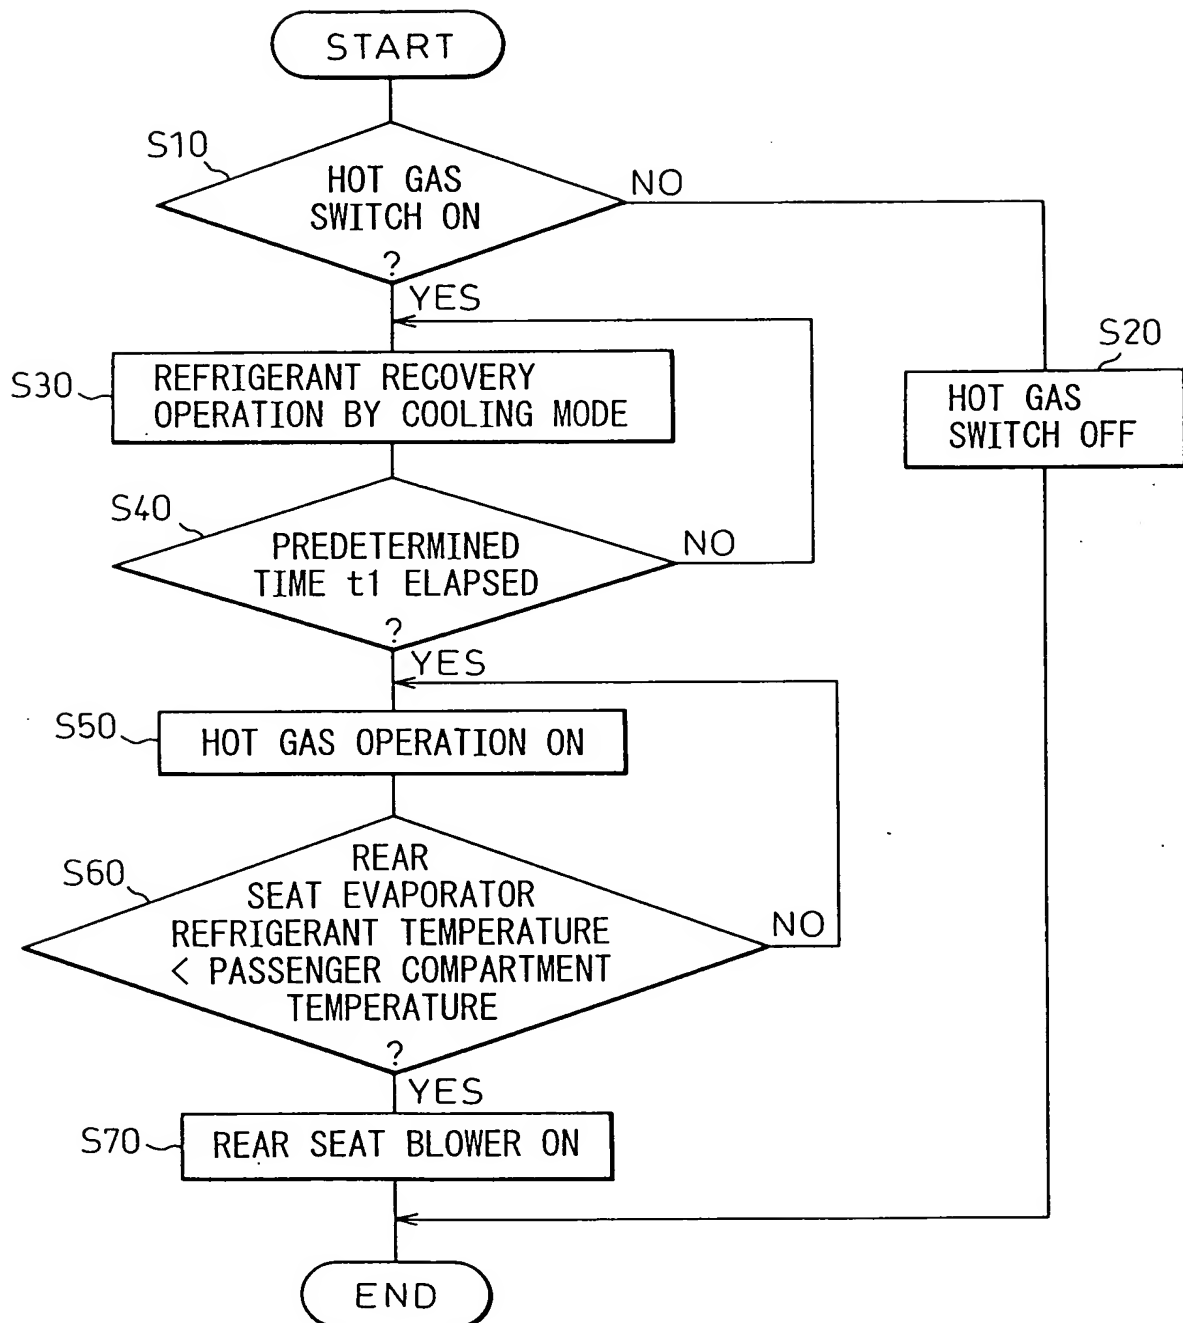 START
S10
HOT GAS
SWITCH ON
?
NO
YES
S30
REFRIGERANT RECOVERY
OPERATION BY COOLING MODE
S20
HOT GAS
SWITCH OFF
S40
PREDETERMINED
TIME t1 ELAPSED
?
NO
YES
S50
HOT GAS OPERATION ON
S60
REAR
SEAT EVAPORATOR
REFRIGERANT TEMPERATURE
< PASSENGER COMPARTMENT
TEMPERATURE
?
NO
YES
S70
REAR SEAT BLOWER ON
END